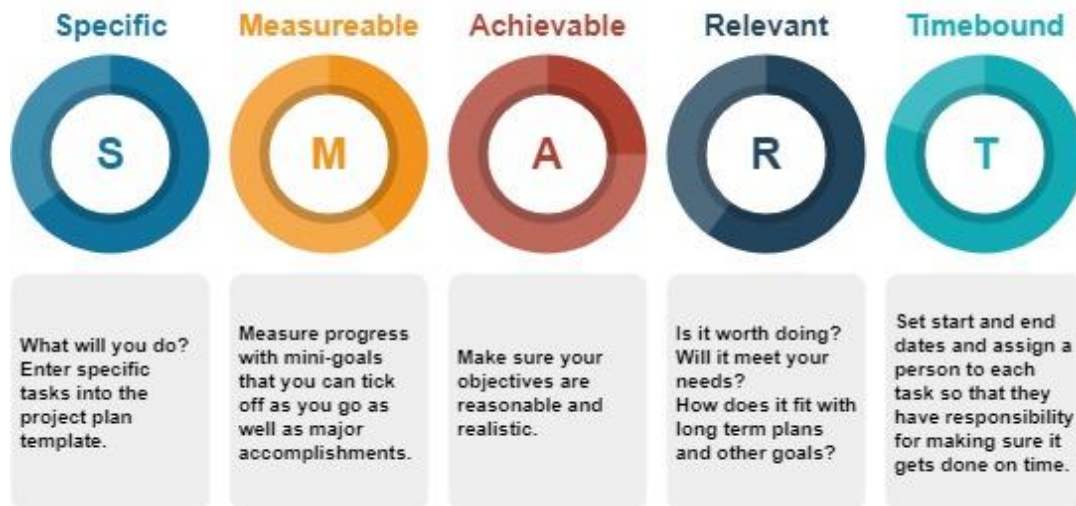 Specific
Measureable
Achievable
Relevant
Timebound
S
M
A
R
T
What will you do?
Enter specific
tasks into the
project plan
template.
Measure progress
with mini-goals
that you can tick
off as you go as
well as major
accomplishments.
Make sure your
objectives are
reasonable and
realistic.
Is it worth doing?
Will it meet your
needs?
How does it fit with
long term plans
and other goals?
Set start and end
dates and assign a
person to each
task so that they
have responsibility
for making sure it
gets done on time.